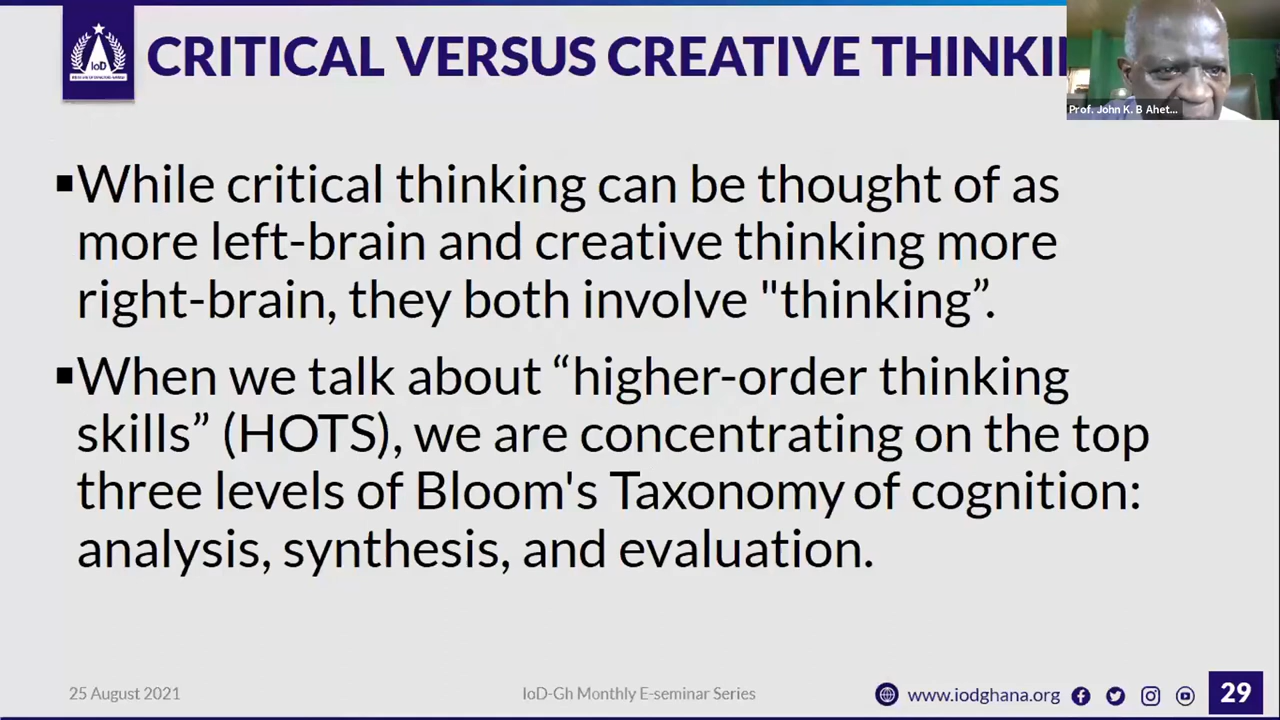 IoD
CRITICAL VERSUS CREATIVE THINKI
Prof. John K. B Ahet...
▪While critical thinking can be thought of as
more left-brain and creative thinking more
right-brain, they both involve "thinking”.
▪When we talk about “higher-order thinking
skills” (HOTS), we are concentrating on the top
three levels of Bloom's Taxonomy of cognition:
analysis, synthesis, and evaluation.
25 August 2021
IoD-Gh Monthly E-seminar Series
www.iodghana.org
29